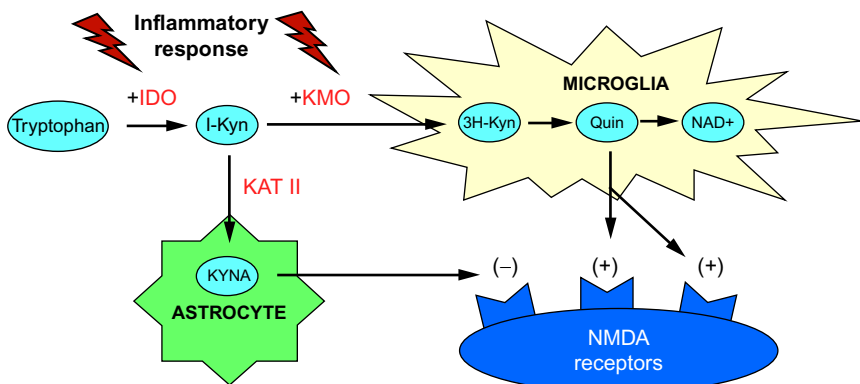 Inflammatory
response
+IDO
+KMO
MICROGLIA
Tryptophan
I-Kyn
3H-Kyn
Quin
NAD+
KAT II
KYNA
ASTROCYTE
(–)
(+)
(+)
NMDA
receptors